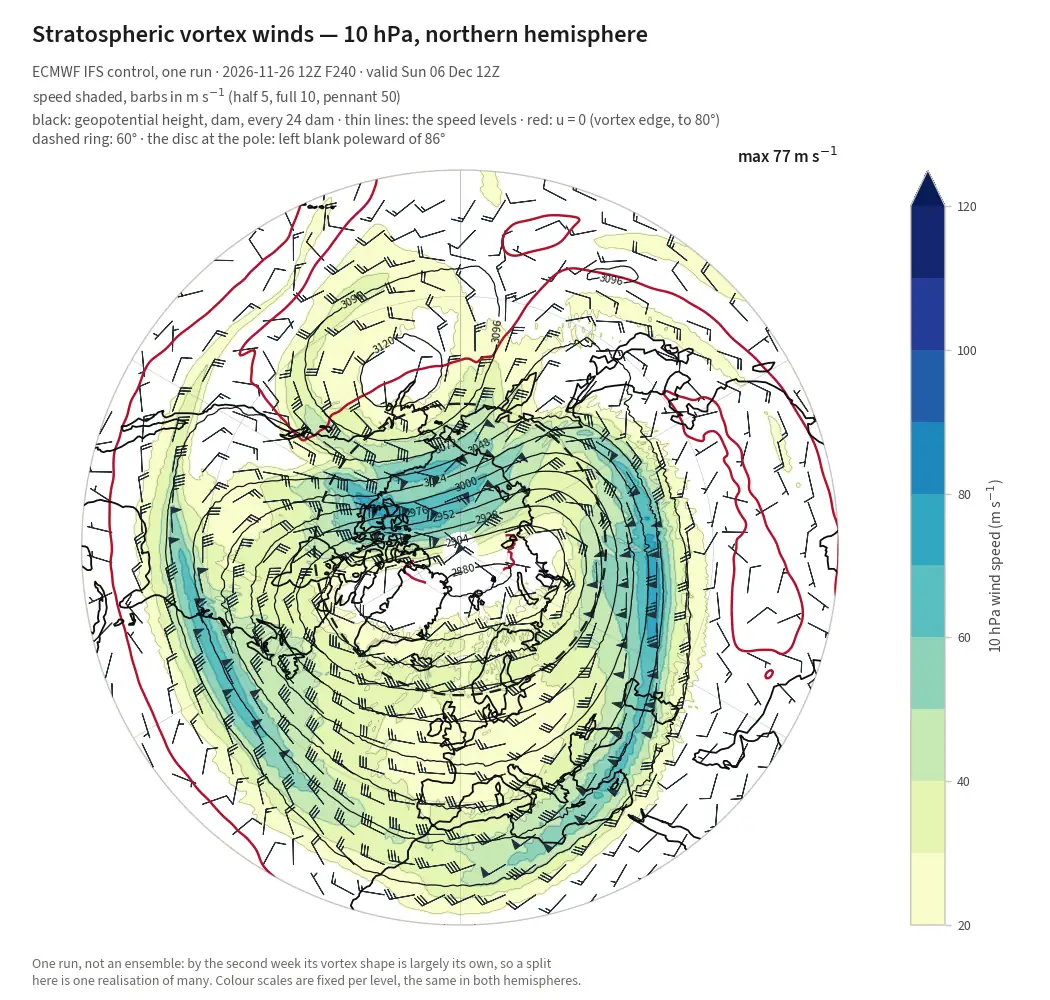 Stratospheric vortex winds — 10 hPa, northern hemisphere
ECMWF IFS control, one run · 2026-11-26 12Z F240 · valid Sun 06 Dec 12Z
speed shaded, barbs in m s⁻¹ (half 5, full 10, pennant 50)
black: geopotential height, dam, every 24 dam · thin lines: the speed levels · red: u = 0 (vortex edge, to 80°)
dashed ring: 60° · the disc at the pole: left blank poleward of 86°
max 77 m s⁻¹
120
100
80
60
40
20
10 hPa wind speed (m s⁻¹)
3096
3096
3096
3120
3048
3024
3000
2976
2952
2928
2904
2880
One run, not an ensemble: by the second week its vortex shape is largely its own, so a split
here is one realisation of many. Colour scales are fixed per level, the same in both hemispheres.